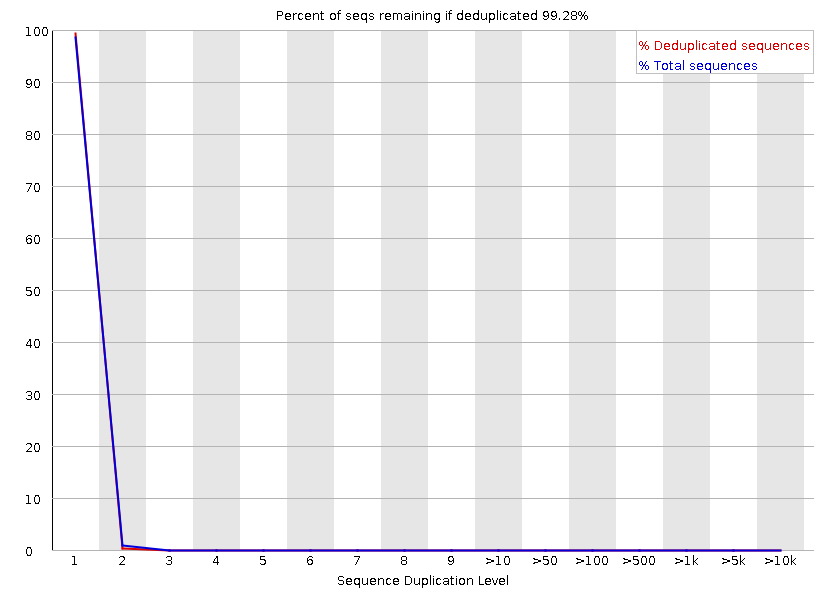 Percent of seqs remaining if deduplicated 99.28%
% Deduplicated sequences
% Total sequences
100
90
80
70
60
50
40
30
20
10
0
1 2 3 4 5 6 7 8 9 >10 >50 >100 >500 >1k >5k >10k
Sequence Duplication Level